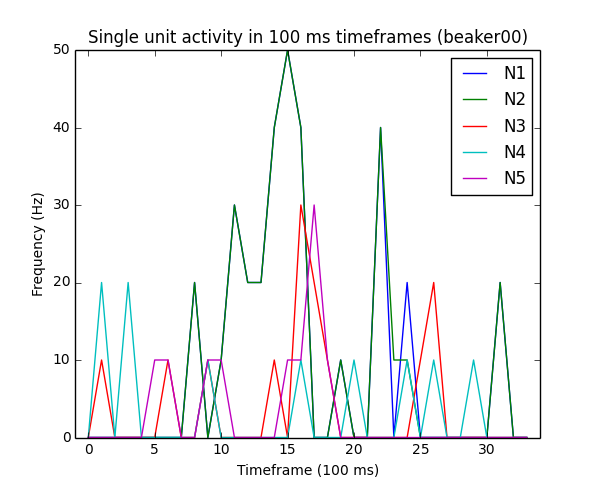 Single unit activity in 100 ms timeframes (beaker00)
50
40
30
20
10
0
Frequency (Hz)
N1
N2
N3
N4
N5
0 5 10 15 20 25 30
Timeframe (100 ms)